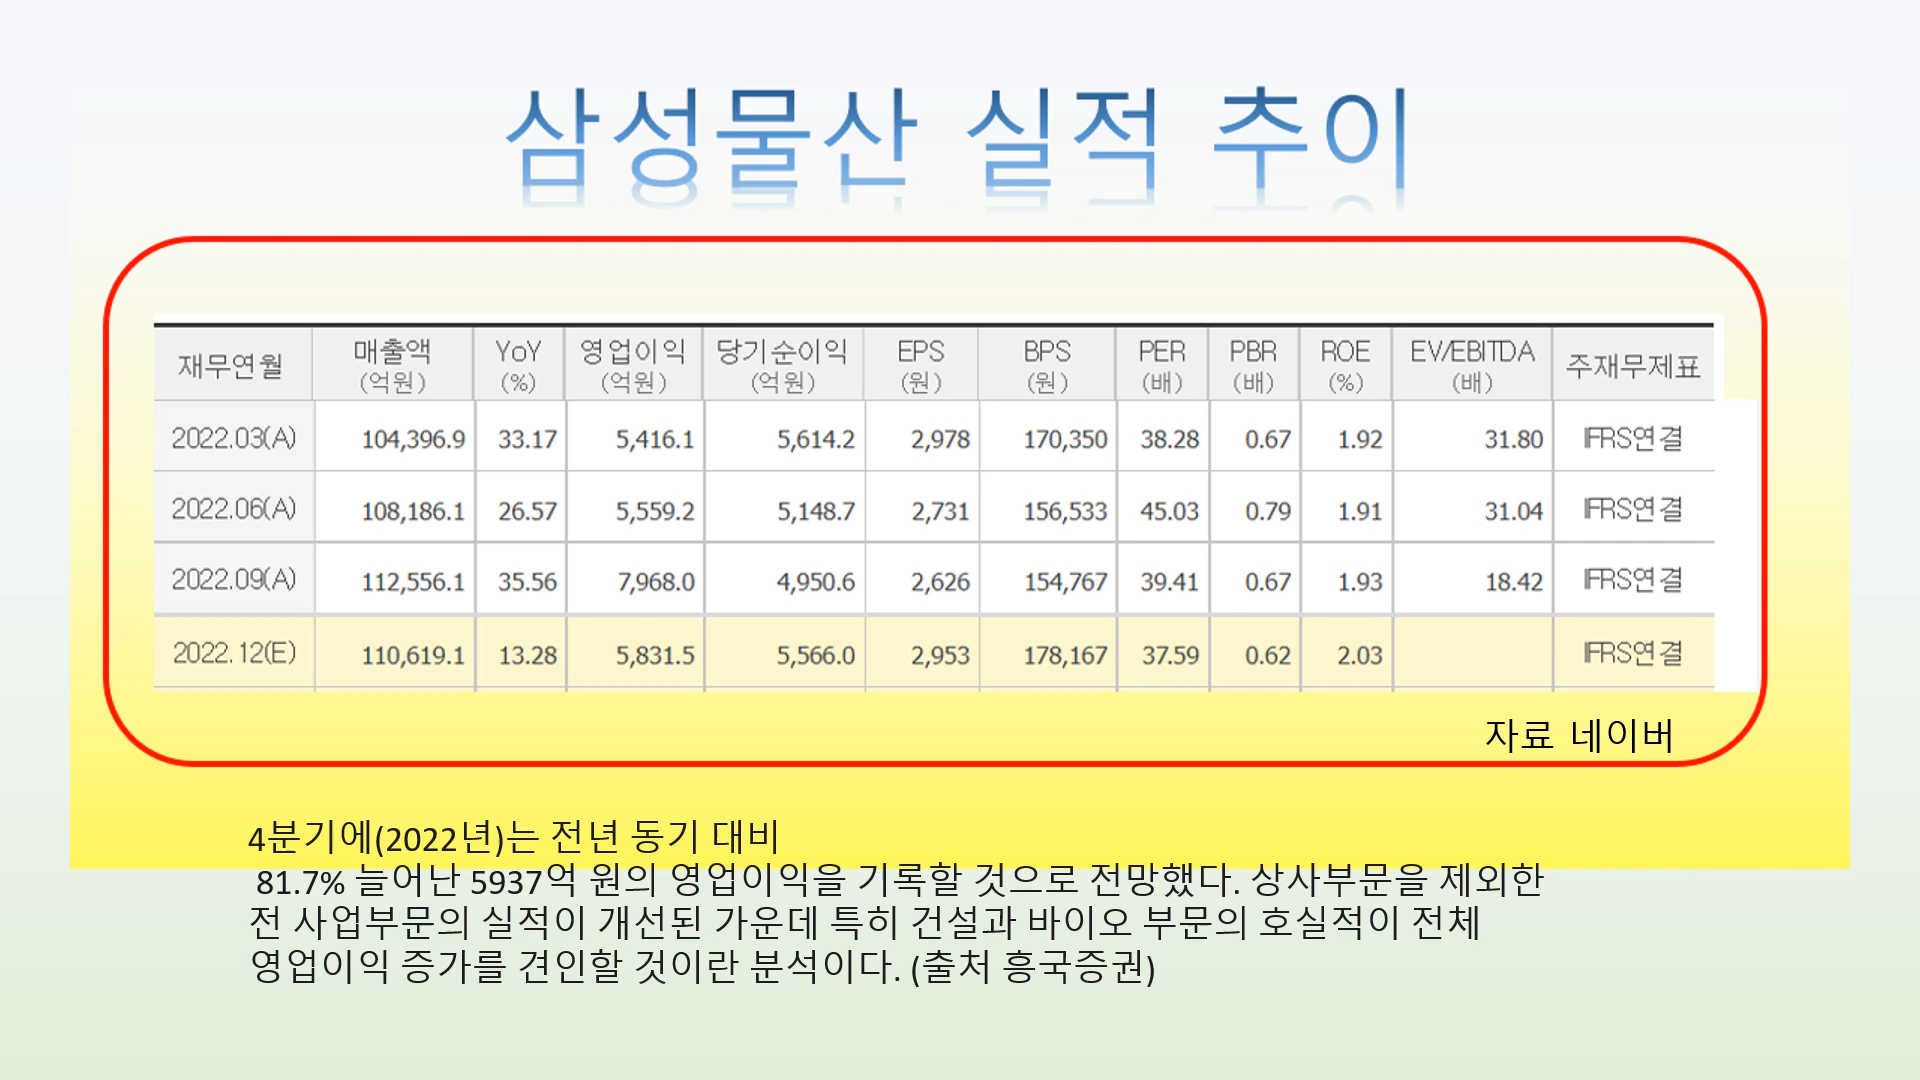 삼성물산 실적 추이
재무연월 매출액 (억원) YoY (%) 영업이익 (억원) 당기순이익 (억원) EPS (원) BPS (원) PER (배) PBR (배) ROE (%) EV/EBITDA (배) 주재무제표
2022.03(A) 104,396.9 33.17 5,416.1 5,614.2 2,978 170,350 38.28 0.67 1.92 31.80 IFRS연결
2022.06(A) 108,186.1 26.57 5,559.2 5,148.7 2,731 156,533 45.03 0.79 1.91 31.04 IFRS연결
2022.09(A) 112,556.1 35.56 7,968.0 4,950.6 2,626 154,767 39.41 0.67 1.93 18.42 IFRS연결
2022.12(E) 110,619.1 13.28 5,831.5 5,566.0 2,953 178,167 37.59 0.62 2.03 IFRS연결
자료 네이버
4분기에(2022년)는 전년 동기 대비
81.7% 늘어난 5937억 원의 영업이익을 기록할 것으로 전망했다. 상사부문을 제외한
전 사업부문의 실적이 개선된 가운데 특히 건설과 바이오 부문의 호실적이 전체
영업이익 증가를 견인할 것이란 분석이다. (출처 흥국증권)